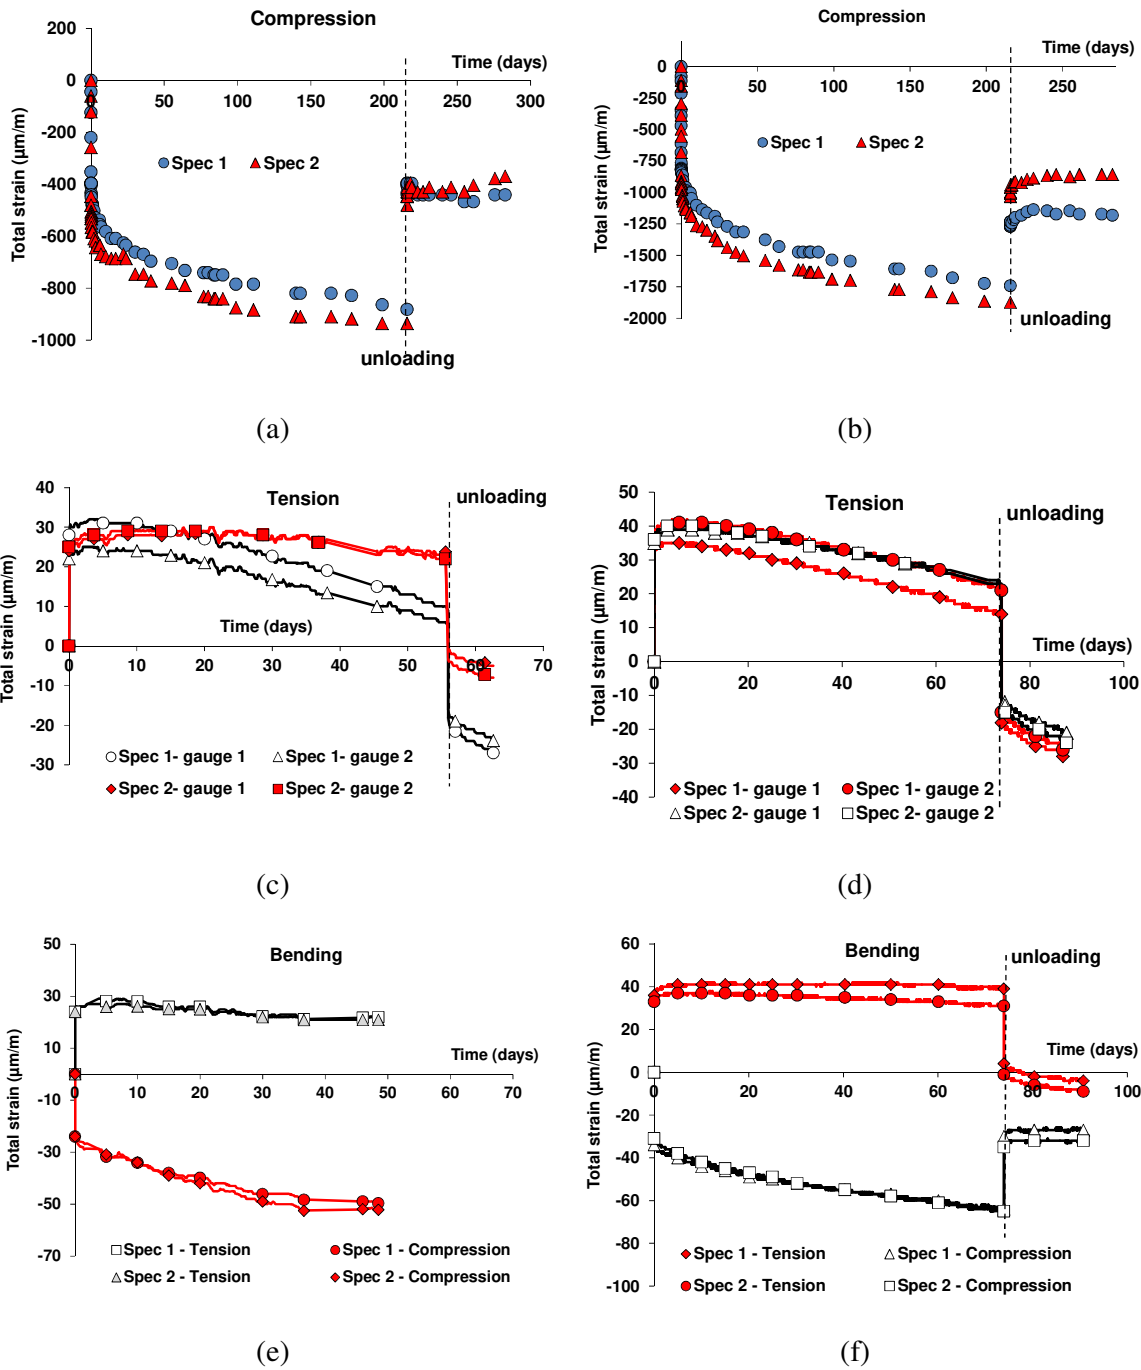 Compression
Time (days)
200
0
-200
-400
-600
-800
-1000
0 50 100 150 200 250 300
Total strain (µm/m)
Spec 1 Spec 2
unloading
(a)
Compression
Time (days)
0
-250
-500
-750
-1000
-1250
-1500
-1750
-2000
0 50 100 150 200 250
Total strain (µm/m)
Spec 1 Spec 2
unloading
(b)
Tension
unloading
40
30
20
10
0
-10
-20
-30
Time (days)
0 10 20 30 40 50 60 70
Total strain (µm/m)
Spec 1- gauge 1 Spec 1- gauge 2
Spec 2- gauge 1 Spec 2- gauge 2
(c)
Tension
unloading
50
40
30
20
10
0
-10
-20
-30
-40
Time (days)
0 20 40 60 80 100
Total strain (µm/m)
Spec 1- gauge 1 Spec 1- gauge 2
Spec 2- gauge 1 Spec 2- gauge 2
(d)
Bending
50
30
10
-10
-30
-50
-70
Time (days)
0 10 20 30 40 50 60 70
Total strain (µm/m)
Spec 1 - Tension Spec 1 - Compression
Spec 2 - Tension Spec 2 - Compression
(e)
Bending
unloading
60
40
20
0
-20
-40
-60
-80
-100
Time (days)
0 20 40 60 80 100
Total strain (µm/m)
Spec 1 - Tension Spec 1 - Compression
Spec 2 - Tension Spec 2 - Compression
(f)